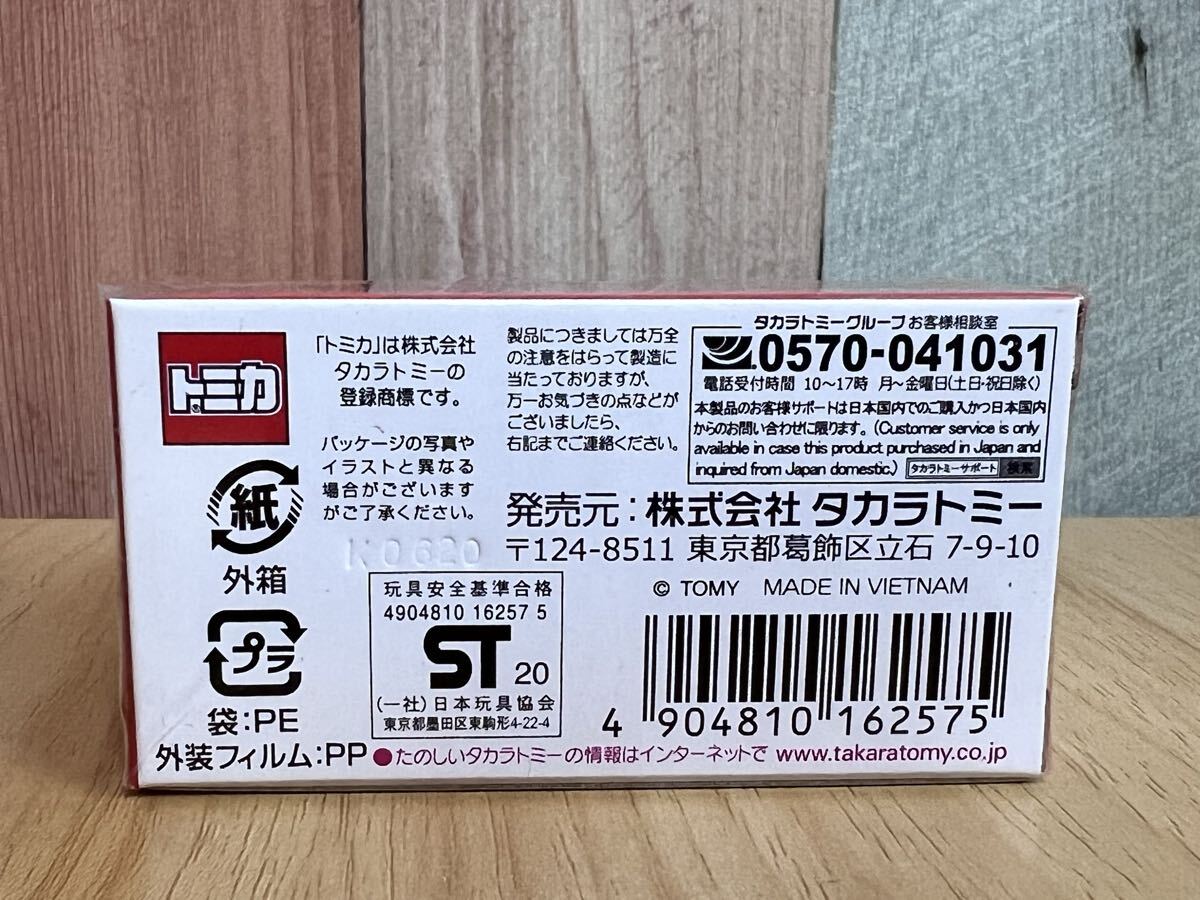 トミカ®
「トミカ」は株式会社
タカラトミーの
登録商標です。
パッケージの写真や
イラストと異なる
場合がございます
がご了承ください。
製品につきましては万全
の注意をはらって製造に
当たっておりますが、
万一お気づきの点などが
ございましたら、
右記までご連絡ください。
タカラトミーグループ お客様相談室
0570-041031
電話受付時間 10〜17時 月〜金曜日(土日・祝日除く)
本製品のお客様サポートは日本国内でのご購入かつ日本国内
からのお問い合わせに限ります。(Customer service is only
available in case this product purchased in Japan and
inquired from Japan domestic.) タカラトミーサポート 検索
発売元:株式会社 タカラトミー
〒124-8511 東京都葛飾区立石 7-9-10
© TOMY MADE IN VIETNAM
紙
外箱
プラ
袋:PE
外装フィルム:PP
K0620
玩具安全基準合格
4904810 16257 5
ST 20
(一社)日本玩具協会
東京都墨田区東駒形4-22-4
4 904810 162575
●たのしいタカラトミーの情報はインターネットで www.takaratomy.co.jp